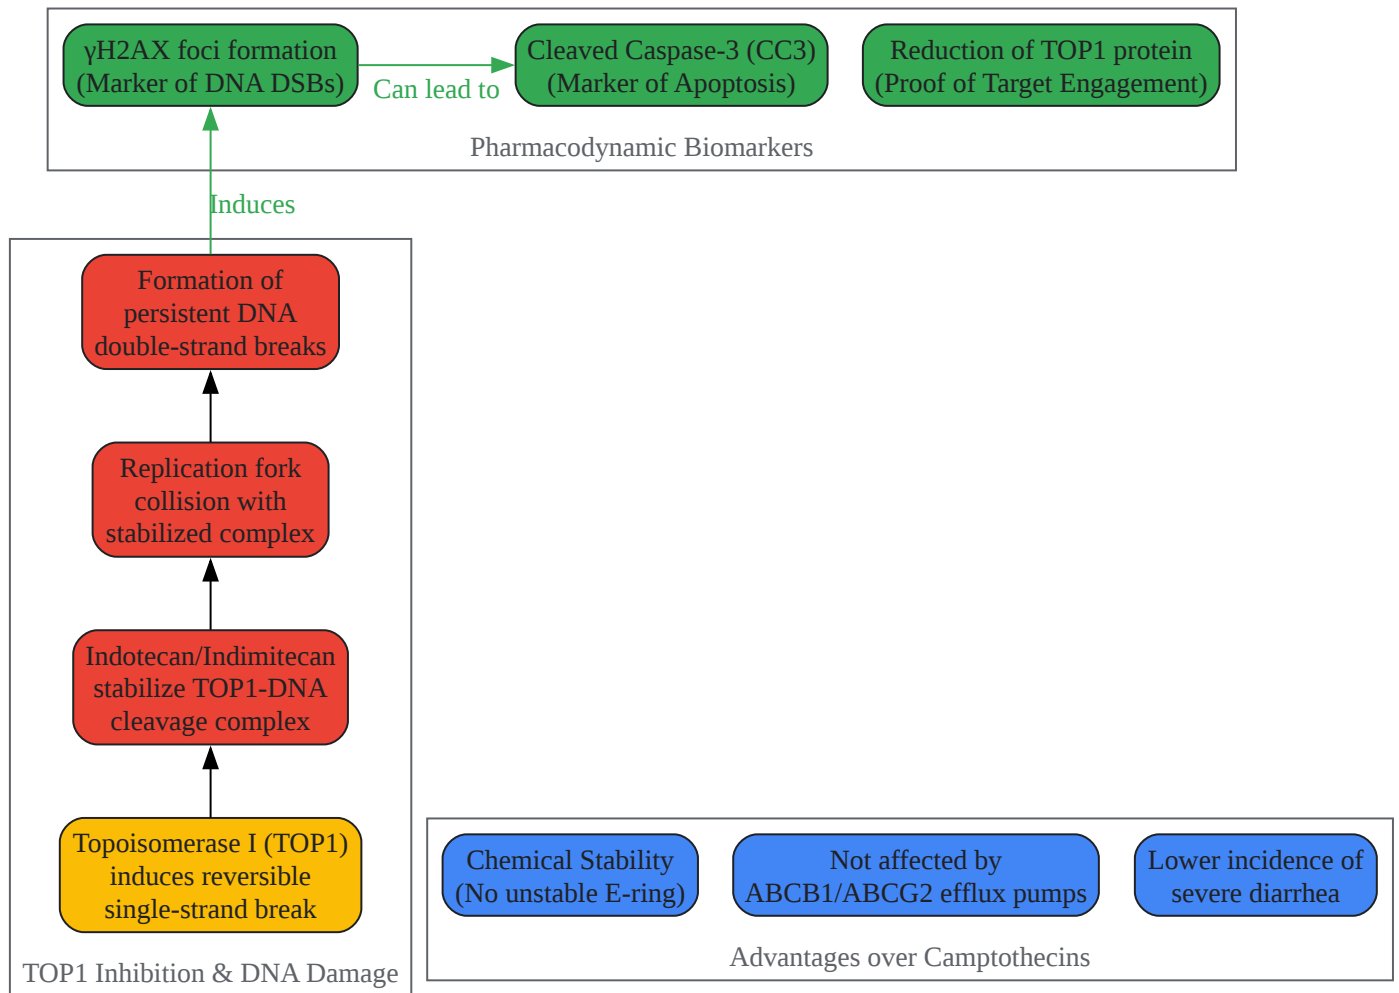 γH2AX foci formation
(Marker of DNA DSBs)
Can lead to
Cleaved Caspase-3 (CC3)
(Marker of Apoptosis)
Reduction of TOP1 protein
(Proof of Target Engagement)
Pharmacodynamic Biomarkers
Induces
Formation of
persistent DNA
double-strand breaks
Replication fork
collision with
stabilized complex
Indotecan/Indimitecan
stabilize TOP1-DNA
cleavage complex
Topoisomerase I (TOP1)
induces reversible
single-strand break
TOP1 Inhibition & DNA Damage
Chemical Stability
(No unstable E-ring)
Not affected by
ABCB1/ABCG2 efflux pumps
Lower incidence of
severe diarrhea
Advantages over Camptothecins